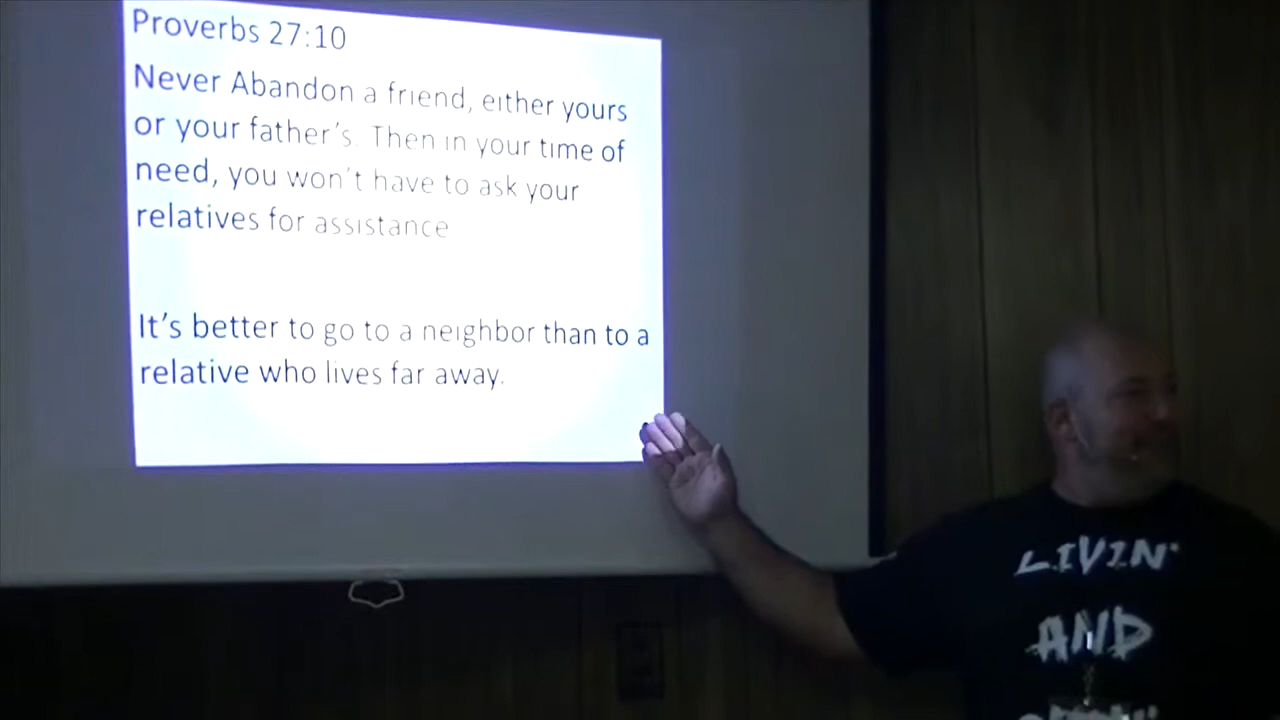 Proverbs 27:10
Never Abandon a friend, either yours
or your father's. Then in your time of
need, you won't have to ask your
relatives for assistance
It's better to go to a neighbor than to a
relative who lives far away.
LIVIN'
AND